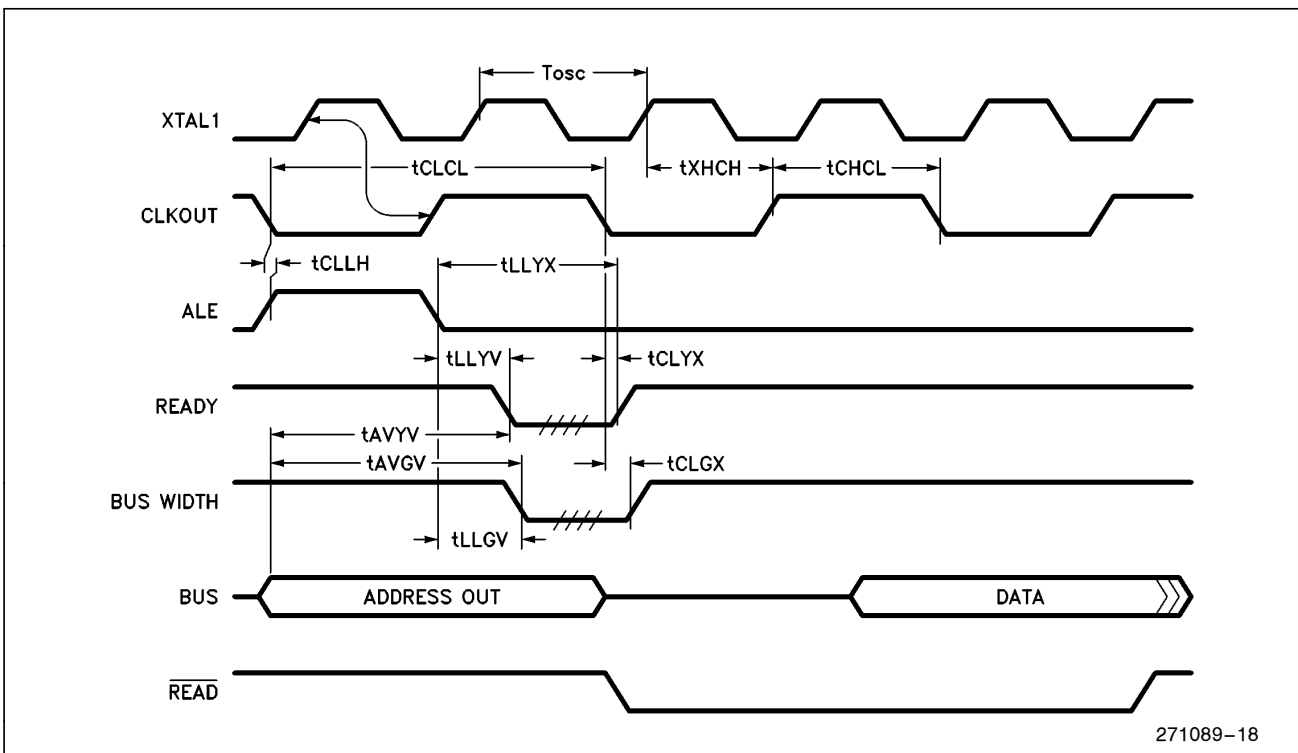 Tosc
XTAL1
tCLCL
tXHCH
tCHCL
CLKOUT
tCLLH
tLLYX
ALE
tLLYV
tCLYX
READY
tAVYV
tAVGV
tCLGX
BUS WIDTH
tLLGV
BUS
ADDRESS OUT
DATA
READ
271089–18